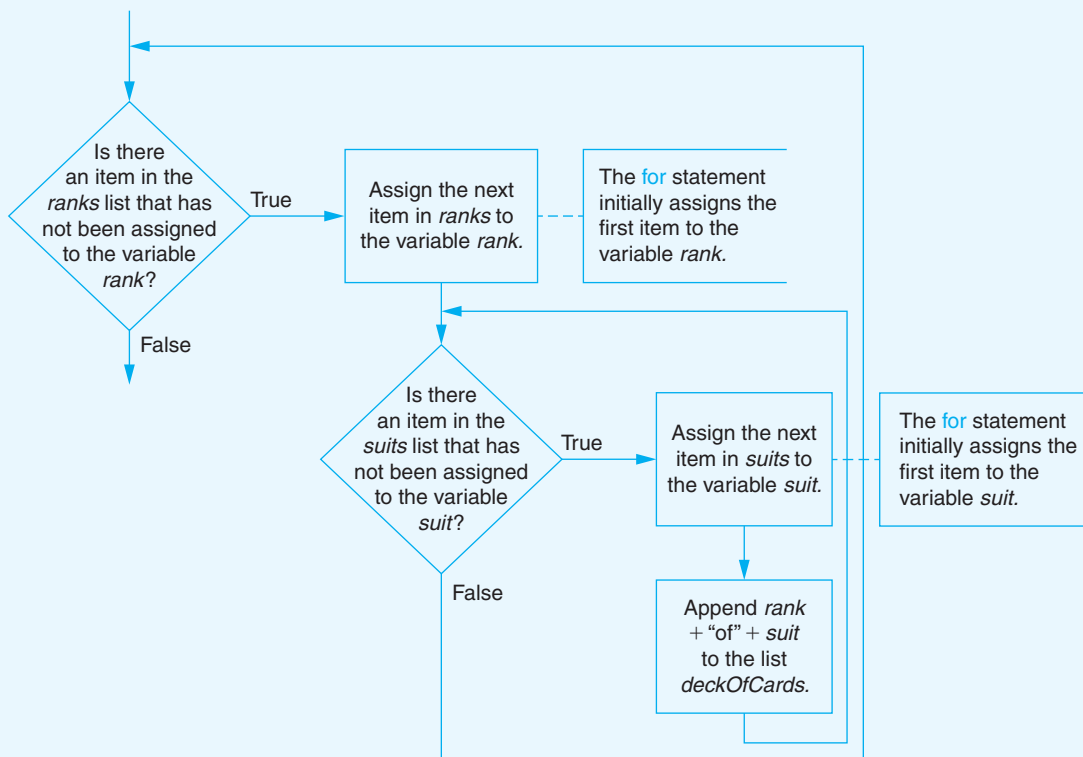 Is there
an item in the
ranks list that has
not been assigned
to the variable
rank?
True
Assign the next
item in ranks to
the variable rank.
The for statement
initially assigns the
first item to the
variable rank.
False
Is there
an item in the
suits list that has
not been assigned
to the variable
suit?
True
Assign the next
item in suits to
the variable suit.
The for statement
initially assigns the
first item to the
variable suit.
False
Append rank
+ “of” + suit
to the list
deckOfCards.